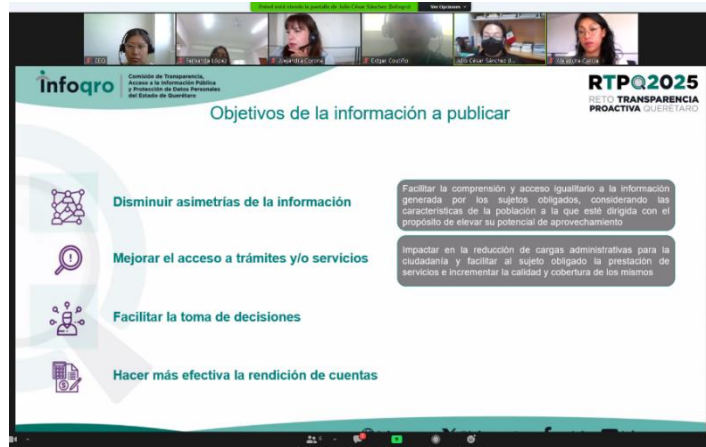 Usted está viendo la pantalla de Julio César Sánchez (Infoqro)
Ver Opciones
CEO
Fernanda López
Alejandra Corona
Edgar
Julio César Sánchez (I...
García
infoqro
Comisión de Transparencia,
Acceso a la Información Pública
y Protección de Datos Personales
del Estado de Querétaro
RTPQ2025
RETO TRANSPARENCIA
PROACTIVA QUERÉTARO
Objetivos de la información a publicar
Disminuir asimetrías de la información
Facilitar la comprensión y acceso igualitario a la información
generada por los sujetos obligados, considerando las
características de la población a la que esté dirigida con el
propósito de elevar su potencial de aprovechamiento
Mejorar el acceso a trámites y/o servicios
Impactar en la reducción de cargas administrativas para la
ciudadanía y facilitar al sujeto obligado la prestación de
servicios e incrementar la calidad y cobertura de los mismos
Facilitar la toma de decisiones
Hacer más efectiva la rendición de cuentas